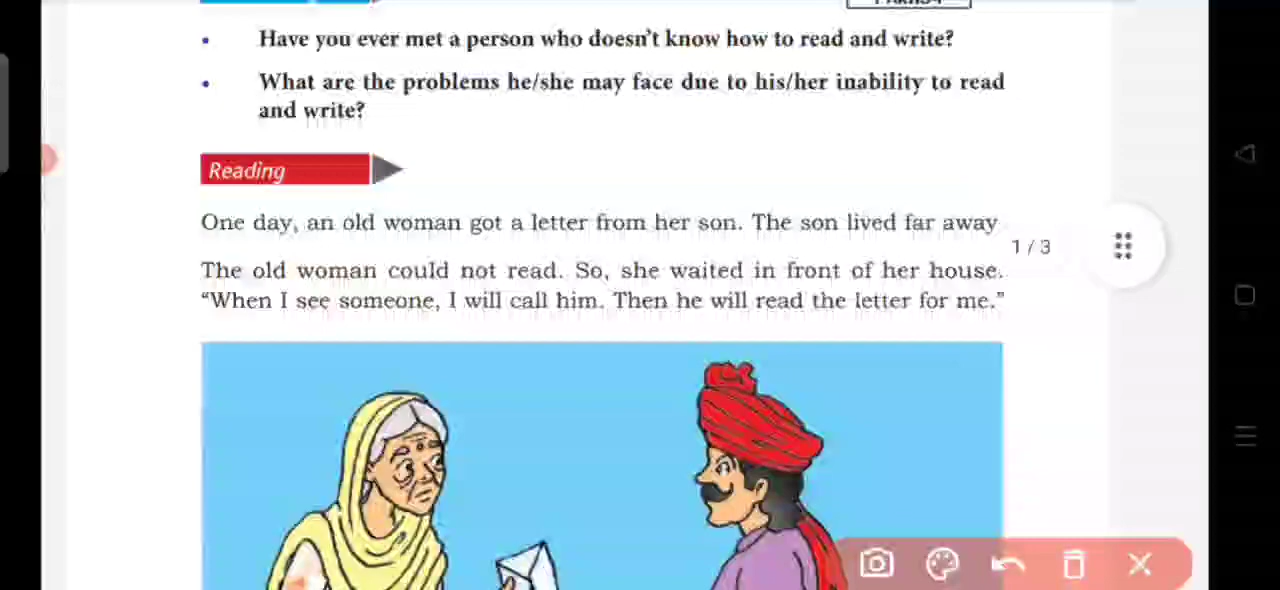 • Have you ever met a person who doesn't know how to read and write?
• What are the problems he/she may face due to his/her inability to read
and write?
Reading
One day, an old woman got a letter from her son. The son lived far away
1 / 3
The old woman could not read. So, she waited in front of her house.
“When I see someone, I will call him. Then he will read the letter for me.”